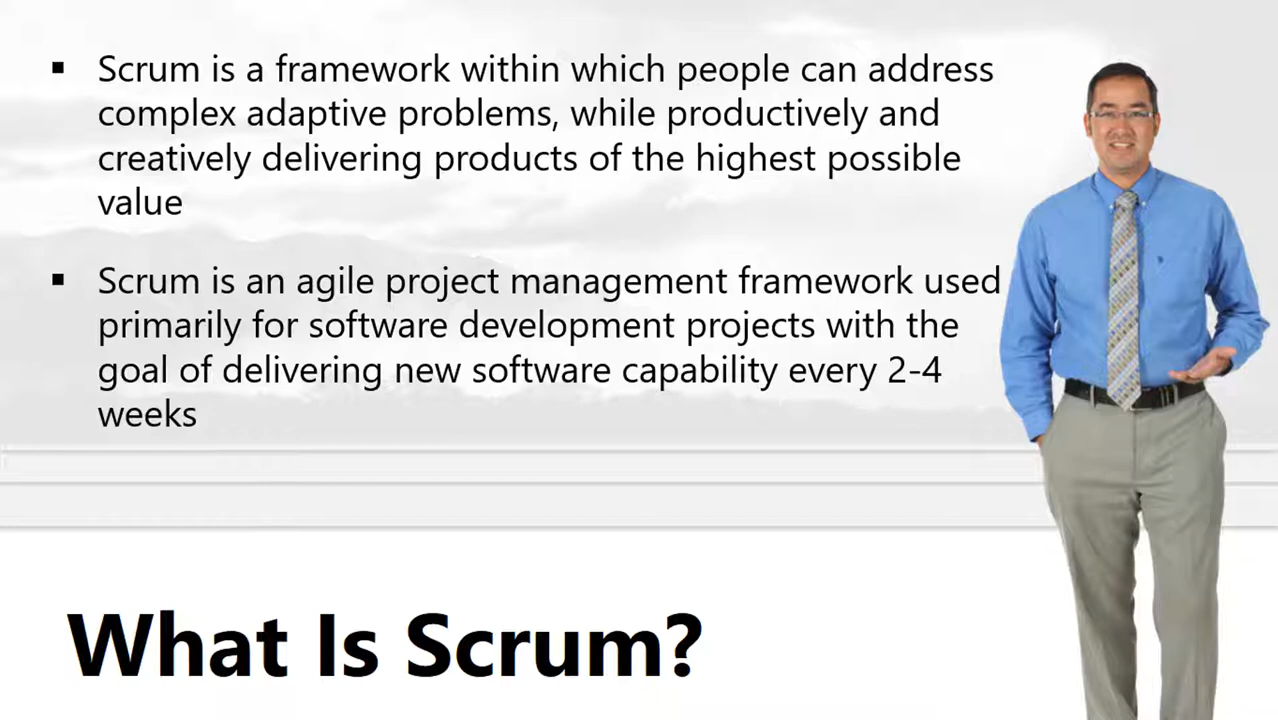 ▪ Scrum is a framework within which people can address
complex adaptive problems, while productively and
creatively delivering products of the highest possible
value
▪ Scrum is an agile project management framework used
primarily for software development projects with the
goal of delivering new software capability every 2-4
weeks
What Is Scrum?